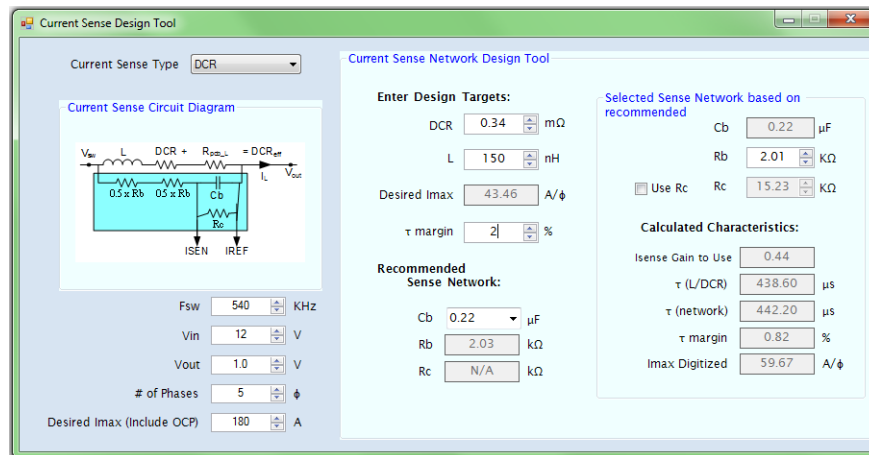 Current Sense Design Tool
Current Sense Type DCR
Current Sense Circuit Diagram
Vsw L DCR + Rpcb_L = DCReff
IL Vout
0.5 x Rb 0.5 x Rb Cb
Rc
ISEN IREF
Fsw 540 KHz
Vin 12 V
Vout 1.0 V
# of Phases 5 ϕ
Desired Imax (Include OCP) 180 A
Current Sense Network Design Tool
Enter Design Targets:
DCR 0.34 mΩ
L 150 nH
Desired Imax 43.46 A/ϕ
τ margin 2 %
Recommended
Sense Network:
Cb 0.22 μF
Rb 2.03 kΩ
Rc N/A kΩ
Selected Sense Network based on
recommended
Cb 0.22 μF
Rb 2.01 KΩ
Use Rc Rc 15.23 KΩ
Calculated Characteristics:
Isense Gain to Use 0.44
τ (L/DCR) 438.60 μs
τ (network) 442.20 μs
τ margin 0.82 %
Imax Digitized 59.67 A/ϕ